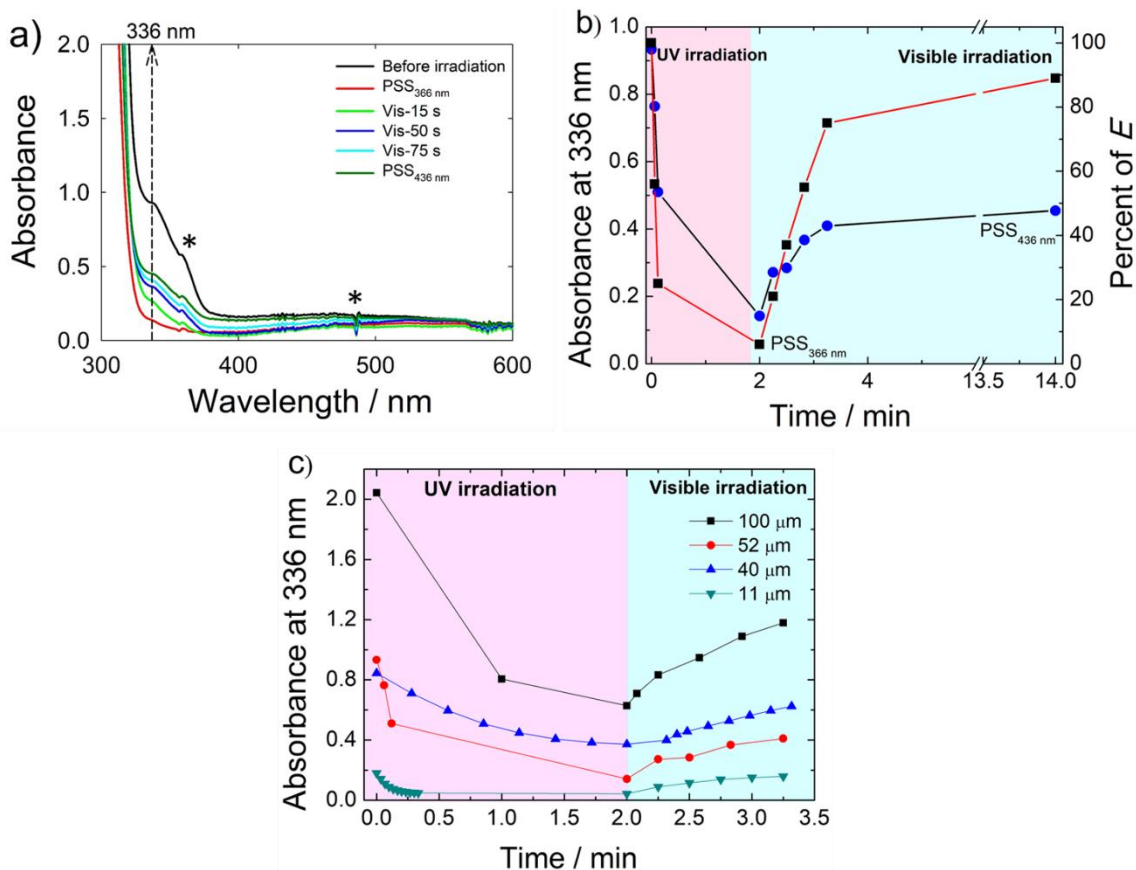 a)
336 nm
2.0
1.5
1.0
0.5
0.0
Absorbance
300 400 500 600
Wavelength / nm
Before irradiation
PSS366 nm
Vis-15 s
Vis-50 s
Vis-75 s
PSS436 nm
*
*
b)
1.0
0.8
0.6
0.4
0.2
0.0
Absorbance at 336 nm
UV irradiation
Visible irradiation
PSS366 nm
PSS436 nm
100
90
80
70
60
50
40
30
20
10
0
Percent of E
0 2 4 13.5 14.0
Time / min
c)
UV irradiation
Visible irradiation
2.0
1.6
1.2
0.8
0.4
0.0
Absorbance at 336 nm
100 μm
52 μm
40 μm
11 μm
0.0 0.5 1.0 1.5 2.0 2.5 3.0 3.5
Time / min